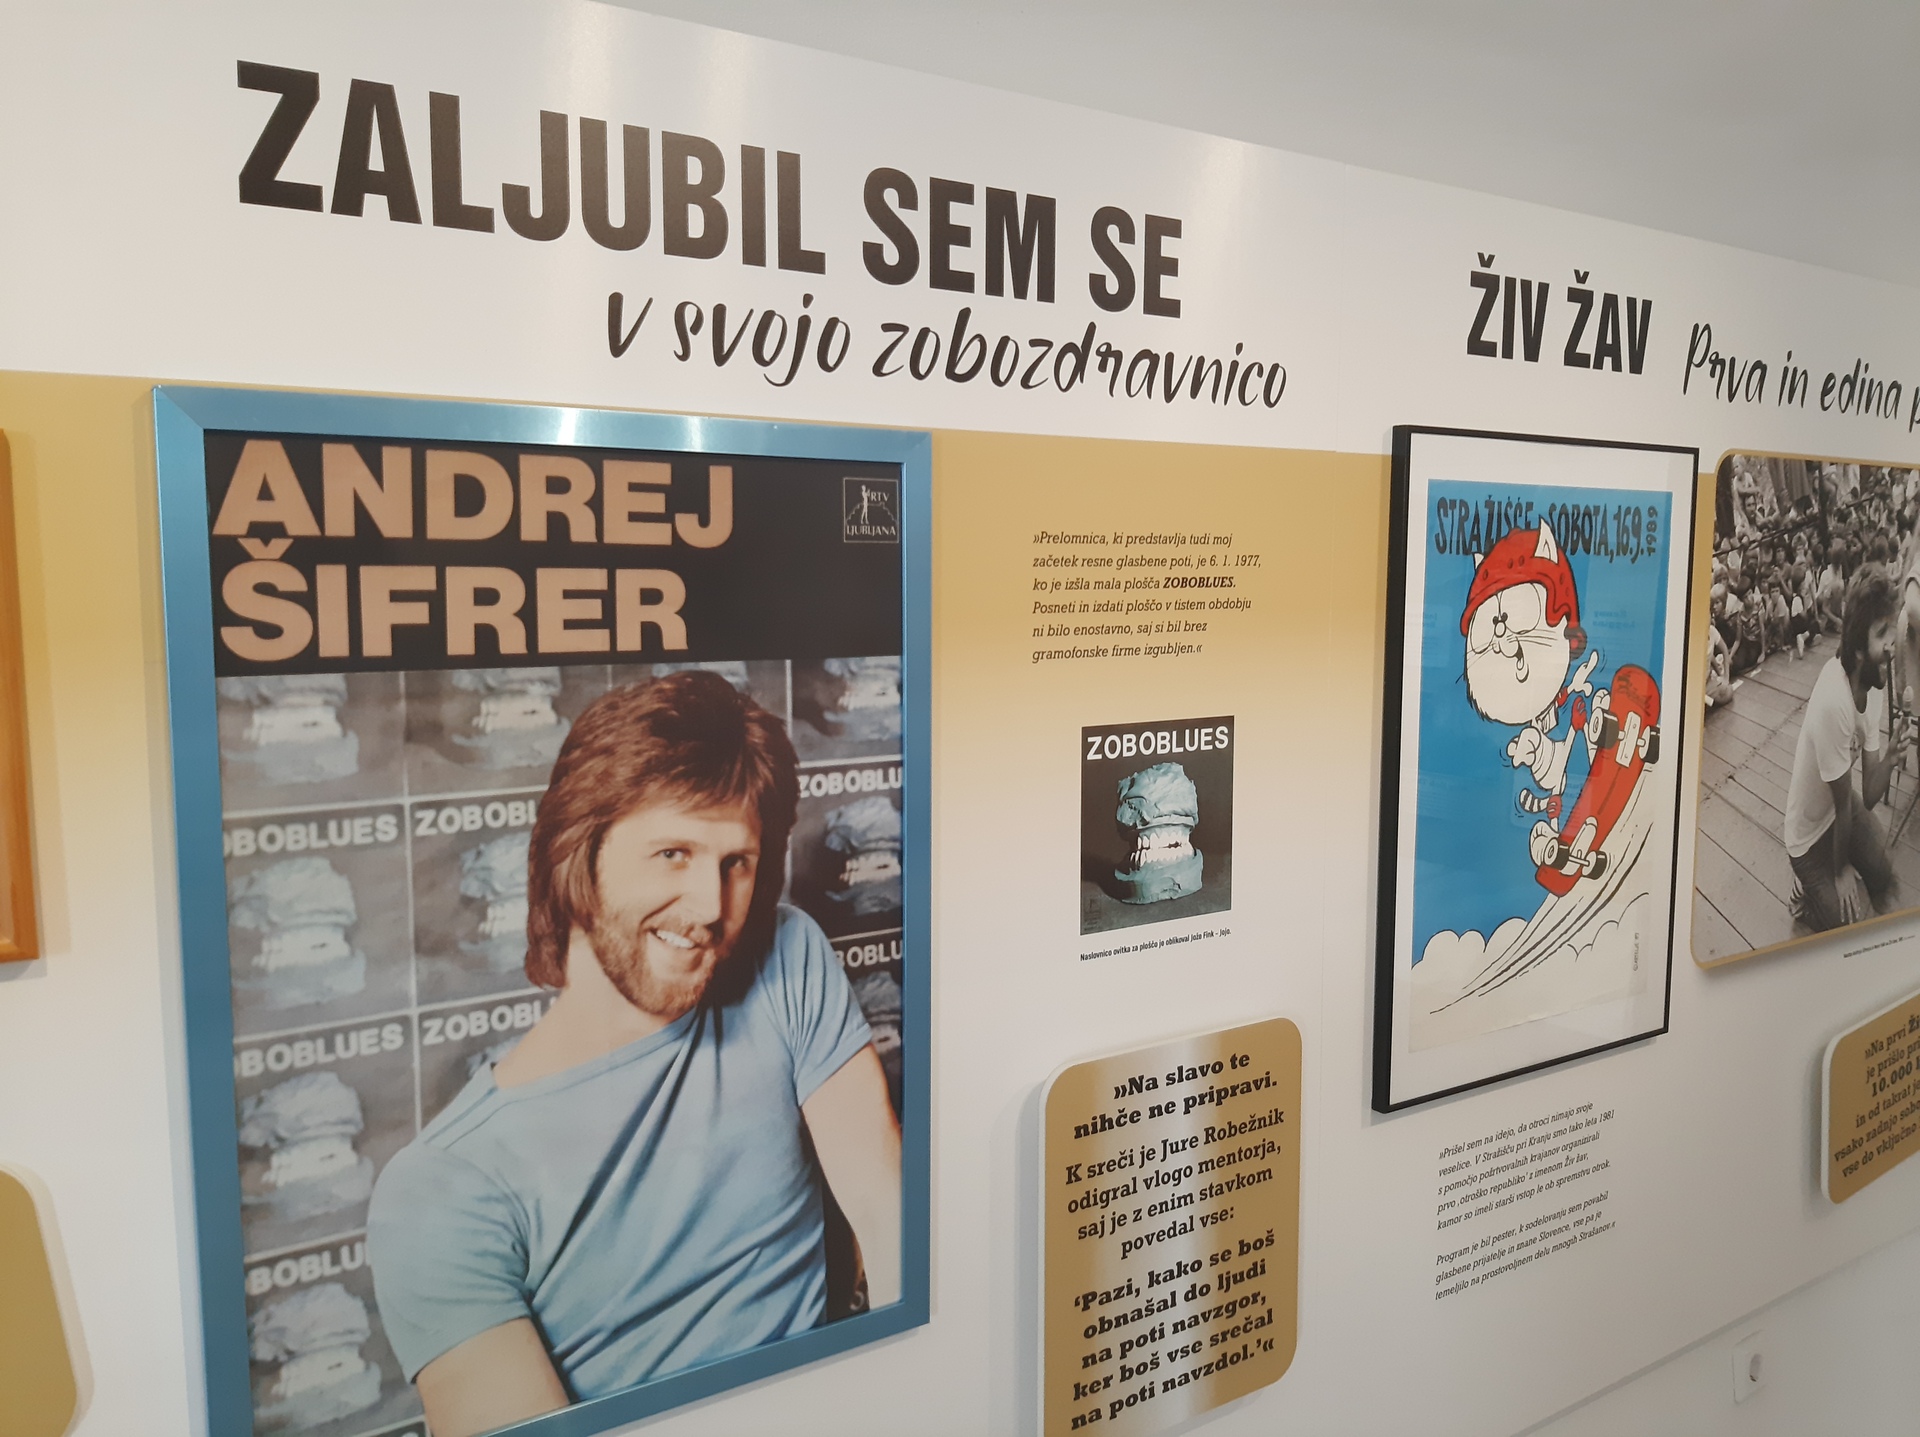 ZALJUBIL SEM SE
v svojo zobozdravnico
ANDREJ
ŠIFRER
RTV
LJUBLJANA
ZOBOBLU
OBOBLUES
ZOBOBL
OBLU
BOBLUES
ZOBOBL
BOBLU
»Prelomnica, ki predstavlja tudi moj
začetek resne glasbene poti, je 6. 1. 1977,
ko je izšla mala plošča ZOBOBLUES.
Posneti in izdati ploščo v tistem obdobju
ni bilo enostavno, saj si bil brez
gramofonske firme izgubljen.«
ZOBOBLUES
Naslovnico ovitka za ploščo je oblikoval Jože Fink - Jojo.
»Na slavo te
nihče ne pripravi.
K sreči je Jure Robežnik
odigral vlogo mentorja,
saj je z enim stavkom
povedal vse:
‘Pazi, kako se boš
obnašal do ljudi
na poti navzgor,
ker boš vse srečal
na poti navzdol.’«
ŽIV ŽAV
Prva in edina
STRAŽIŠČE SOBOTA, 16.9.
1989
»Prišel sem na idejo, da otroci nimajo svoje
veselice. V Stražišču pri Kranju smo tako leta 1981
s pomočjo požrtvovalnih krajanov organizirali
prvo ‚otroško republiko‘ z imenom Živ žav,
kamor so imeli starši vstop le ob spremstvu otrok.
Program je bil pester, k sodelovanju sem povabil
glasbene prijatelje in znane Slovence, vse pa je
temeljilo na prostovoljnem delu mnogih Stražanov.«
»Na prvi
je prišlo
10.000
in od takrat
vsako zadnjo
vse do vključno